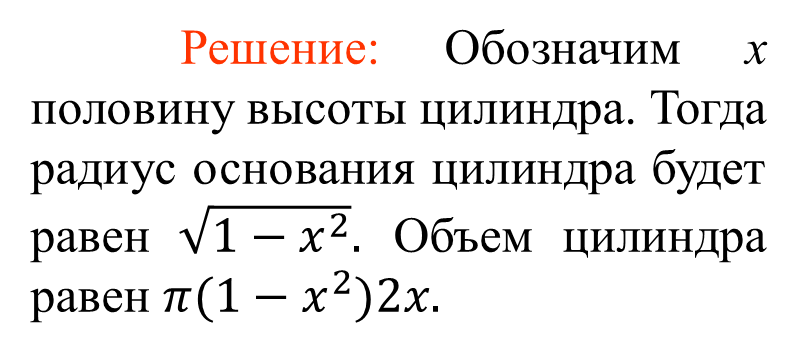 Решение: Обозначим x
половину высоты цилиндра. Тогда
радиус основания цилиндра будет
равен √(1 − x²). Объем цилиндра
равен π(1 − x²)2x.